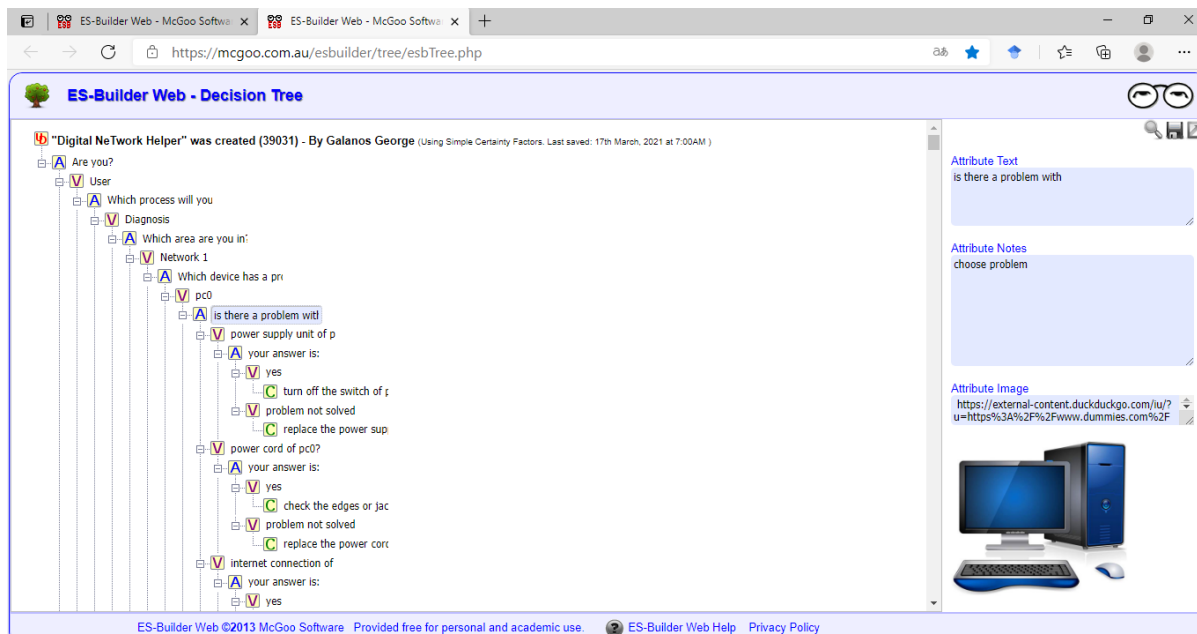 ES-Builder Web - McGoo Softwa
ES-Builder Web - McGoo Softwa
https://mcgoo.com.au/esbuilder/tree/esbTree.php
ES-Builder Web - Decision Tree
"Digital NeTwork Helper" was created (39031) - By Galanos George (Using Simple Certainty Factors. Last saved: 17th March, 2021 at 7:00AM )
A Are you?
V User
A Which process will you
V Diagnosis
A Which area are you in?
V Network 1
A Which device has a pro
V pc0
A is there a problem with
V power supply unit of p
A your answer is:
V yes
C turn off the switch of p
V problem not solved
C replace the power sup
V power cord of pc0?
A your answer is:
V yes
C check the edges or jac
V problem not solved
C replace the power cord
V internet connection of
A your answer is:
V yes
Attribute Text
is there a problem with
Attribute Notes
choose problem
Attribute Image
https://external-content.duckduckgo.com/iu/?
u=https%3A%2F%2Fwww.dummies.com%2F
ES-Builder Web ©2013 McGoo Software Provided free for personal and academic use. ? ES-Builder Web Help Privacy Policy